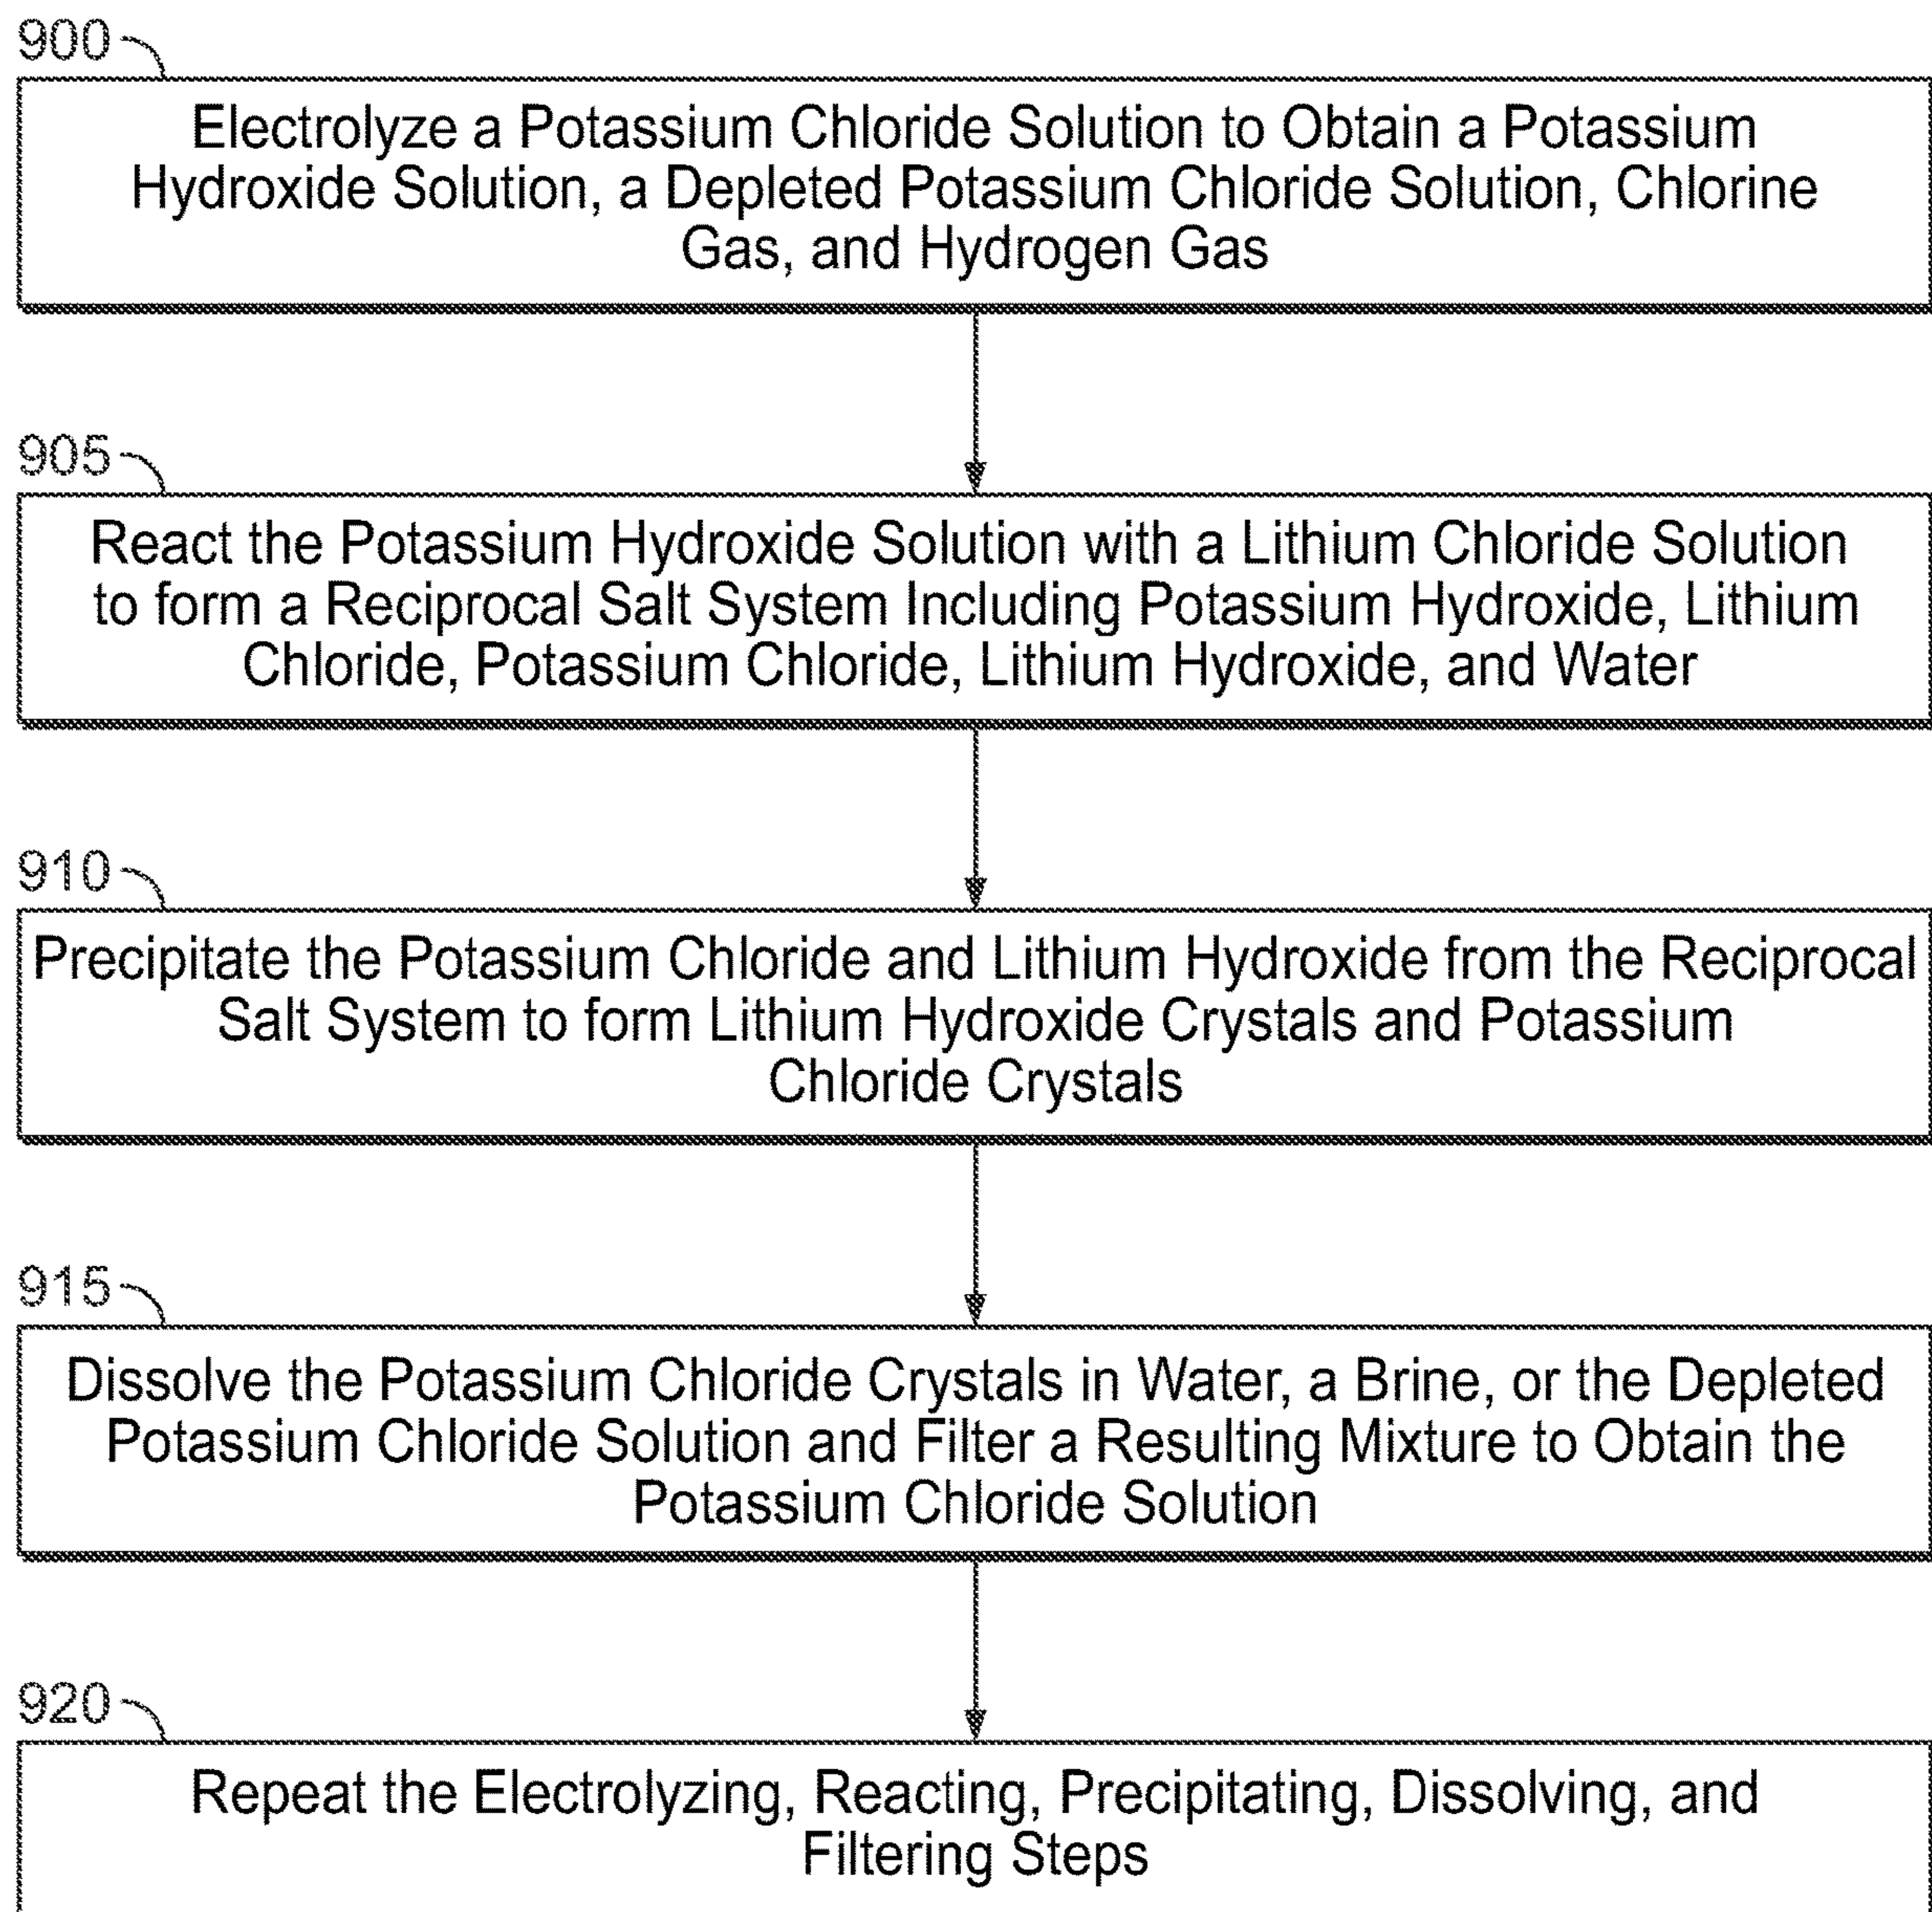 900
Electrolyze a Potassium Chloride Solution to Obtain a Potassium
Hydroxide Solution, a Depleted Potassium Chloride Solution, Chlorine
Gas, and Hydrogen Gas
905
React the Potassium Hydroxide Solution with a Lithium Chloride Solution
to form a Reciprocal Salt System Including Potassium Hydroxide, Lithium
Chloride, Potassium Chloride, Lithium Hydroxide, and Water
910
Precipitate the Potassium Chloride and Lithium Hydroxide from the Reciprocal
Salt System to form Lithium Hydroxide Crystals and Potassium
Chloride Crystals
915
Dissolve the Potassium Chloride Crystals in Water, a Brine, or the Depleted
Potassium Chloride Solution and Filter a Resulting Mixture to Obtain the
Potassium Chloride Solution
920
Repeat the Electrolyzing, Reacting, Precipitating, Dissolving, and
Filtering Steps